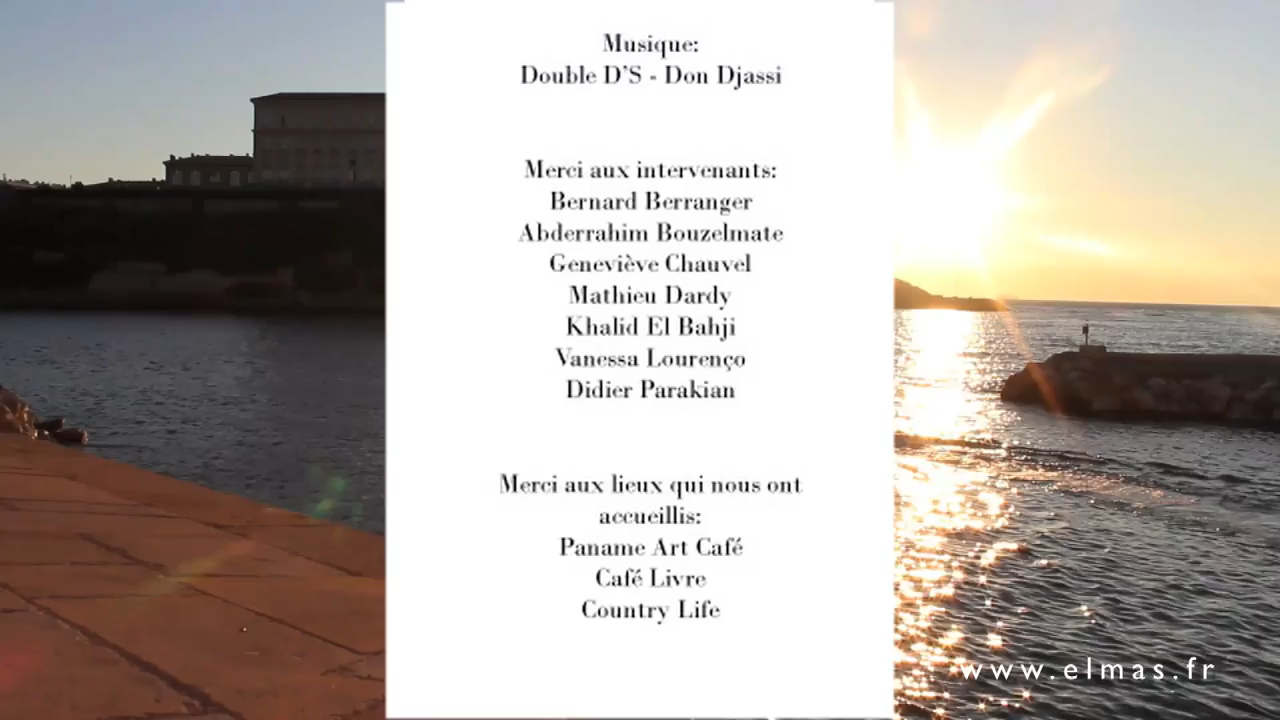 Musique:
Double D'S - Don Djassi
Merci aux intervenants:
Bernard Berranger
Abderrahim Bouzelmate
Geneviève Chauvel
Mathieu Dardy
Khalid El Bahji
Vanessa Lourenço
Didier Parakian
Merci aux lieux qui nous ont
accueillis:
Paname Art Café
Café Livre
Country Life
www.elmas.fr